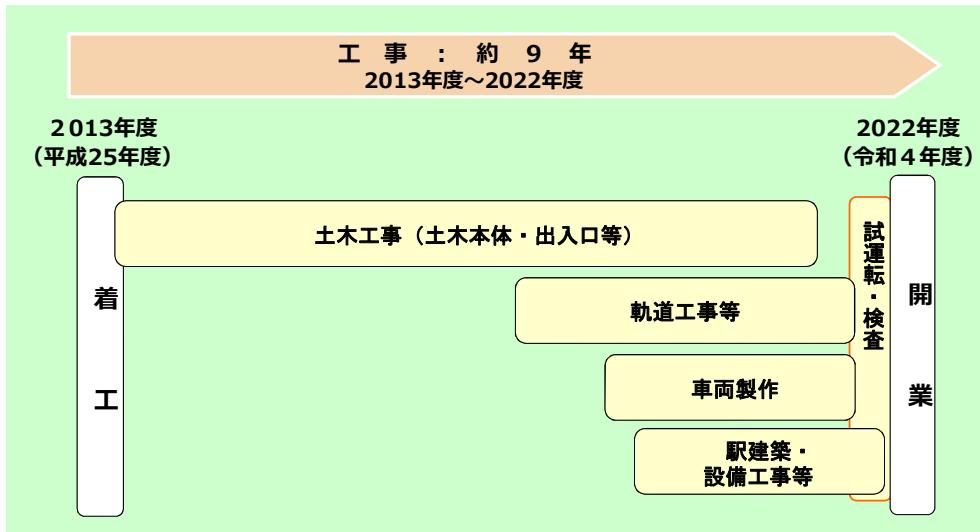 工 事 : 約 9 年
2013年度～2022年度
２013年度
（平成25年度）
2022年度
（令和４年度）
着工
土木工事（土木本体・出入口等）
軌道工事等
車両製作
駅建築・
設備工事等
試運転・検査
開業